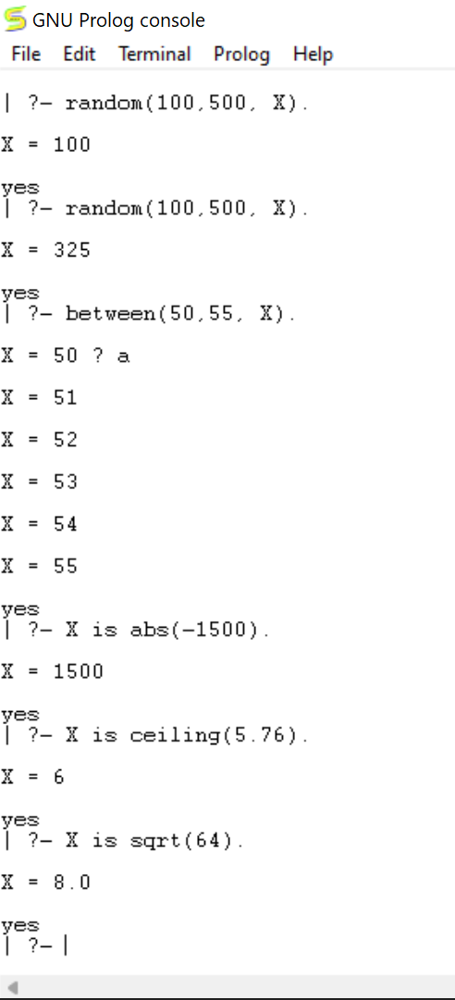 GNU Prolog console
File Edit Terminal Prolog Help
| ?- random(100,500, X).
X = 100
yes
| ?- random(100,500, X).
X = 325
yes
| ?- between(50,55, X).
X = 50 ? a
X = 51
X = 52
X = 53
X = 54
X = 55
yes
| ?- X is abs(-1500).
X = 1500
yes
| ?- X is ceiling(5.76).
X = 6
yes
| ?- X is sqrt(64).
X = 8.0
yes
| ?-